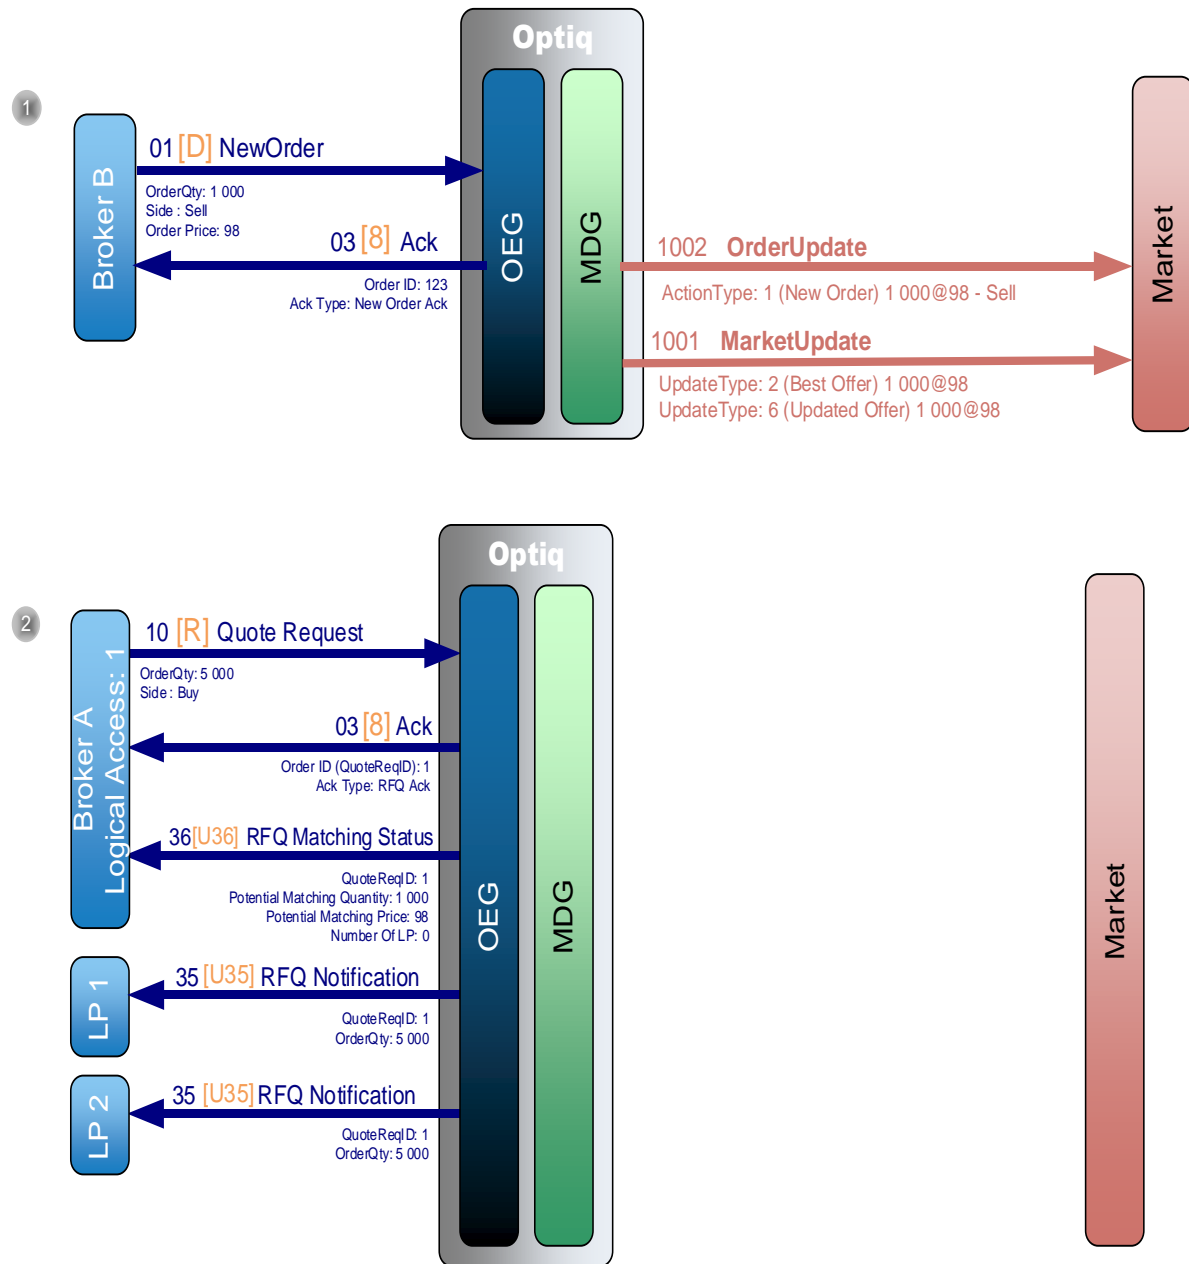 Optiq
1
01 [D] NewOrder
OrderQty: 1 000
Side : Sell
Order Price: 98
03 [8] Ack
Order ID: 123
Ack Type: New Order Ack
Broker B
OEG
MDG
1002 OrderUpdate
ActionType: 1 (New Order) 1 000@98 - Sell
1001 MarketUpdate
UpdateType: 2 (Best Offer) 1 000@98
UpdateType: 6 (Updated Offer) 1 000@98
Market
Optiq
2
10 [R] Quote Request
OrderQty: 5 000
Side : Buy
03 [8] Ack
Order ID (QuoteReqID): 1
Ack Type: RFQ Ack
Broker A
Logical Access: 1
36 [U36] RFQ Matching Status
QuoteReqID: 1
Potential Matching Quantity: 1 000
Potential Matching Price: 98
Number Of LP: 0
LP 1
35 [U35] RFQ Notification
QuoteReqID: 1
OrderQty: 5 000
LP 2
35 [U35] RFQ Notification
QuoteReqID: 1
OrderQty: 5 000
OEG
MDG
Market